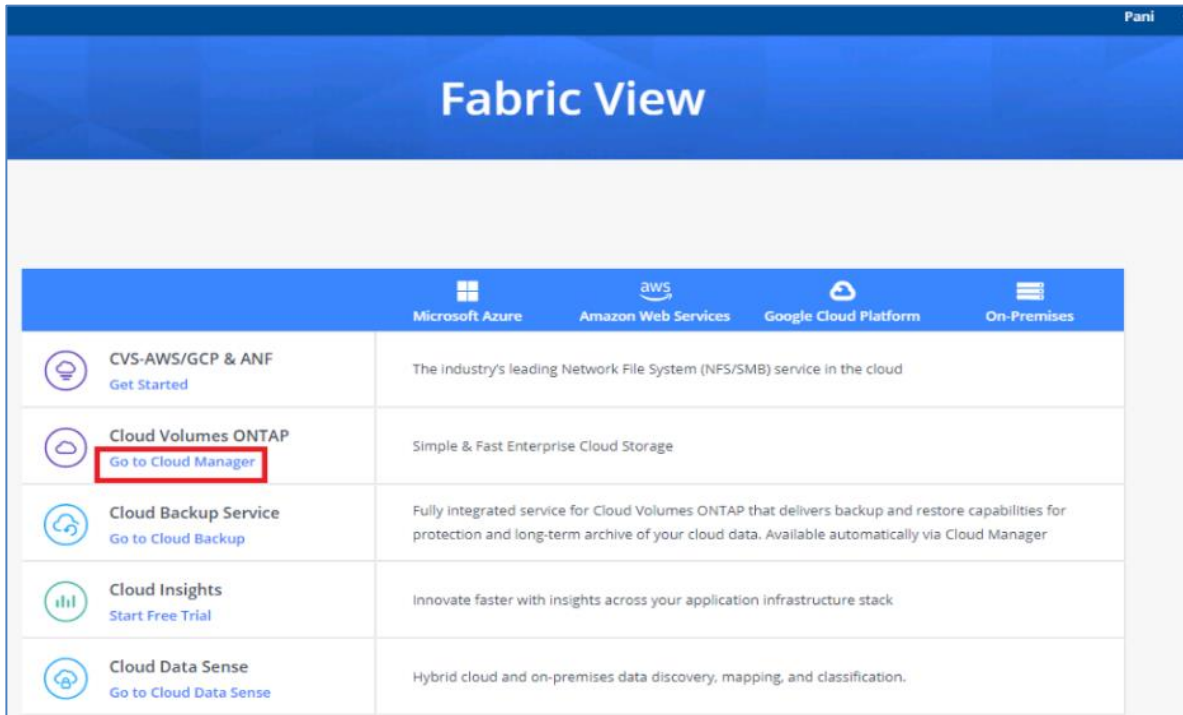 Pani
Fabric View
aws
Microsoft Azure Amazon Web Services Google Cloud Platform On-Premises
CVS-AWS/GCP & ANF
Get Started
The industry's leading Network File System (NFS/SMB) service in the cloud
Cloud Volumes ONTAP
Go to Cloud Manager
Simple & Fast Enterprise Cloud Storage
Cloud Backup Service
Go to Cloud Backup
Fully integrated service for Cloud Volumes ONTAP that delivers backup and restore capabilities for
protection and long-term archive of your cloud data. Available automatically via Cloud Manager
Cloud Insights
Start Free Trial
Innovate faster with insights across your application infrastructure stack
Cloud Data Sense
Go to Cloud Data Sense
Hybrid cloud and on-premises data discovery, mapping, and classification.